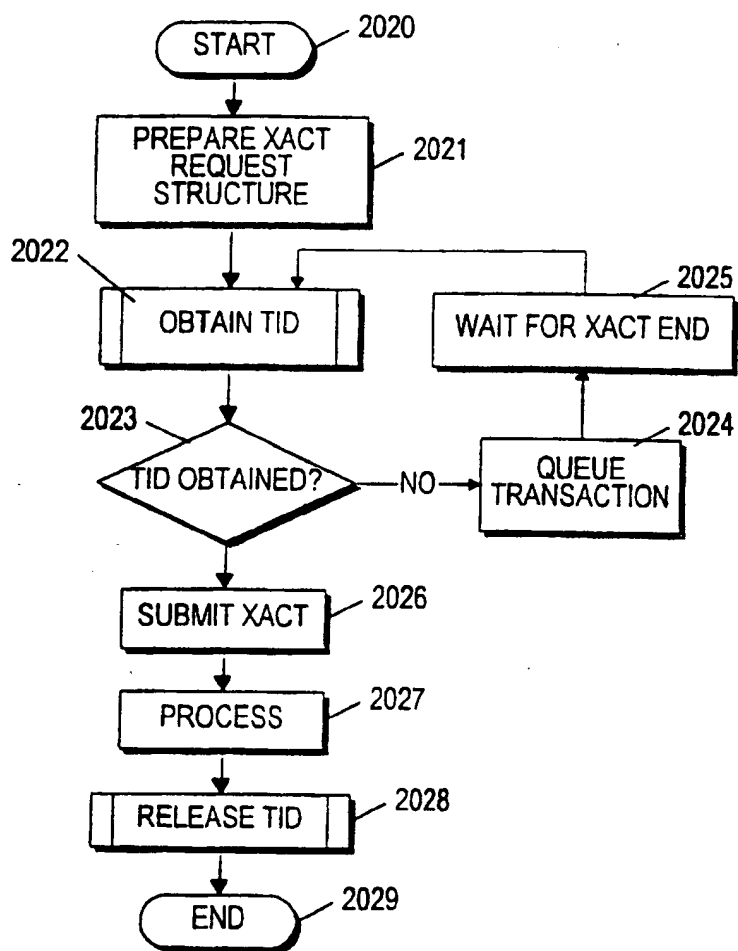 START
2020
PREPARE XACT
REQUEST
STRUCTURE
2021
2022
OBTAIN TID
2025
WAIT FOR XACT END
2023
TID OBTAINED?
NO
2024
QUEUE
TRANSACTION
SUBMIT XACT
2026
PROCESS
2027
RELEASE TID
2028
END
2029